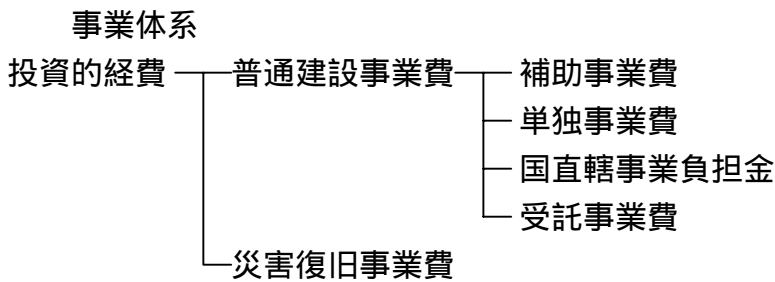 事業体系
投資的経費 普通建設事業費 補助事業費
単独事業費
国直轄事業負担金
受託事業費
災害復旧事業費